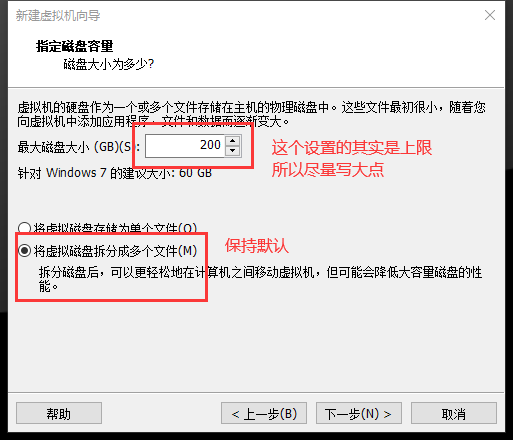 新建虚拟机向导
指定磁盘容量
磁盘大小为多少?
虚拟机的硬盘作为一个或多个文件存储在主机的物理磁盘中。这些文件最初很小，随着您
向虚拟机中添加应用程序、文件和数据而逐渐变大。
最大磁盘大小 (GB)(S): 200
这个设置的其实是上限
所以尽量写大点
针对 Windows 7 的建议大小: 60 GB
将虚拟磁盘存储为单个文件(O)
将虚拟磁盘拆分成多个文件(M)
保持默认
拆分磁盘后，可以更轻松地在计算机之间移动虚拟机，但可能会降低大容量磁盘的性
能。
帮助
< 上一步(B)
下一步(N) >
取消